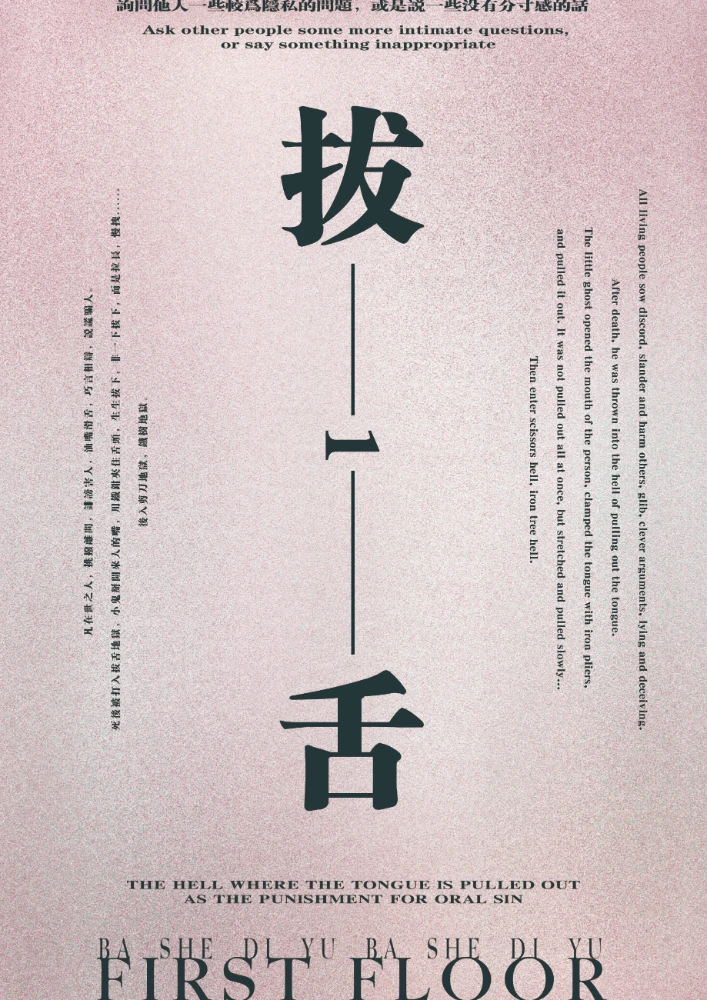 詢問他人一些較爲隱私的問題，或是説一些没有分寸感的話
Ask other people some more intimate questions,
or say something inappropriate
拔
1
舌
凡在世之人，挑撥離間，誹謗害人，油嘴滑舌，巧言相辯，説謊騙人。
死後被打入拔舌地獄，小鬼掰開來人的嘴，用鐵鉗夾住舌頭，生生拔下，非一下拔下，而是拉長，慢拽……
後入剪刀地獄，鐵樹地獄。
All living people sow discord, slander and harm others, glib, clever arguments, lying and deceiving.
After death, he was thrown into the hell of pulling out the tongue.
The little ghost opened the mouth of the person, clamped the tongue with iron pliers,
and pulled it out. It was not pulled out all at once, but stretched and pulled slowly...
Then enter scissors hell, iron tree hell.
THE HELL WHERE THE TONGUE IS PULLED OUT
AS THE PUNISHMENT FOR ORAL SIN
BA SHE DI YU BA SHE DI YU
FIRST FLOOR